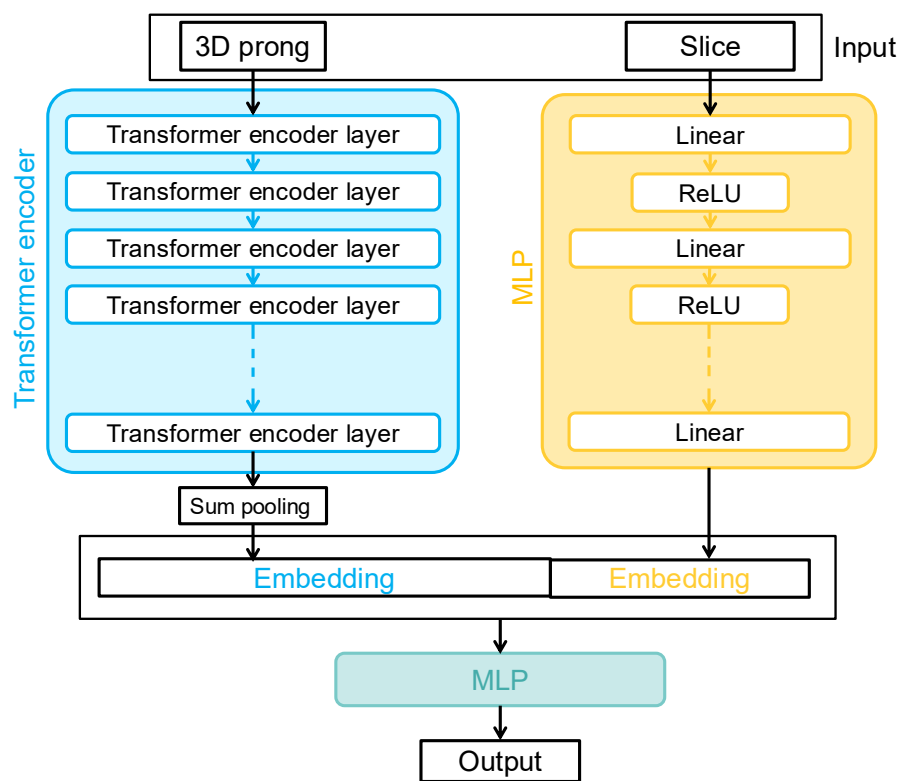 3D prong
Slice
Input
Transformer encoder
Transformer encoder layer
Transformer encoder layer
Transformer encoder layer
Transformer encoder layer
Transformer encoder layer
MLP
Linear
ReLU
Linear
ReLU
Linear
Sum pooling
Embedding
Embedding
MLP
Output